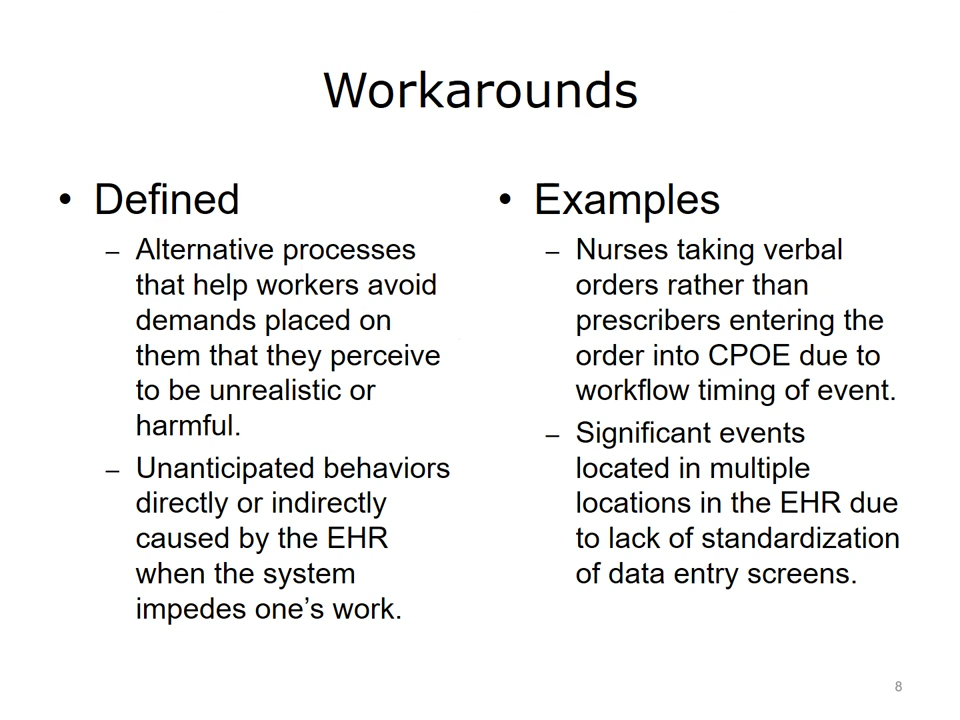 Workarounds
• Defined
– Alternative processes
that help workers avoid
demands placed on
them that they perceive
to be unrealistic or
harmful.
– Unanticipated behaviors
directly or indirectly
caused by the EHR
when the system
impedes one’s work.
• Examples
– Nurses taking verbal
orders rather than
prescribers entering the
order into CPOE due to
workflow timing of event.
– Significant events
located in multiple
locations in the EHR due
to lack of standardization
of data entry screens.
8